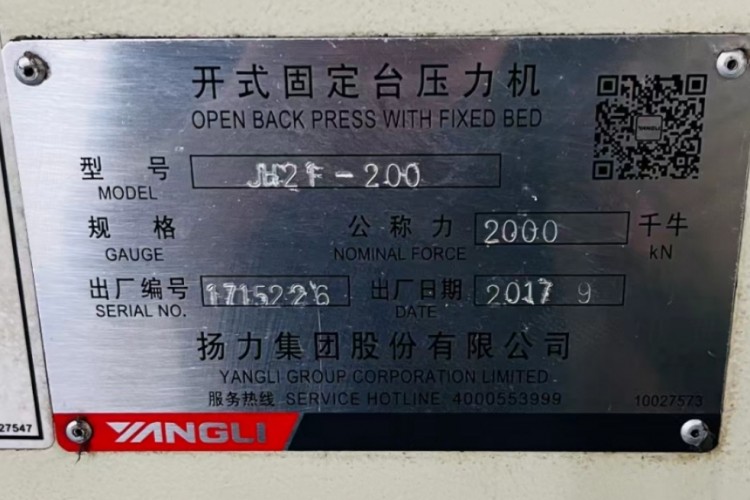 开式固定台压力机
OPEN BACK PRESS WITH FIXED BED
型号 JH21-200
MODEL
规格 公称力 2000 千牛
GAUGE NOMINAL FORCE kN
出厂编号 1715226 出厂日期 2017 9
SERIAL NO. DATE
扬力集团股份有限公司
YANGLI GROUP CORPORATION LIMITED
服务热线 SERVICE HOTLINE 4000553999
10027573
YANGLI
27547